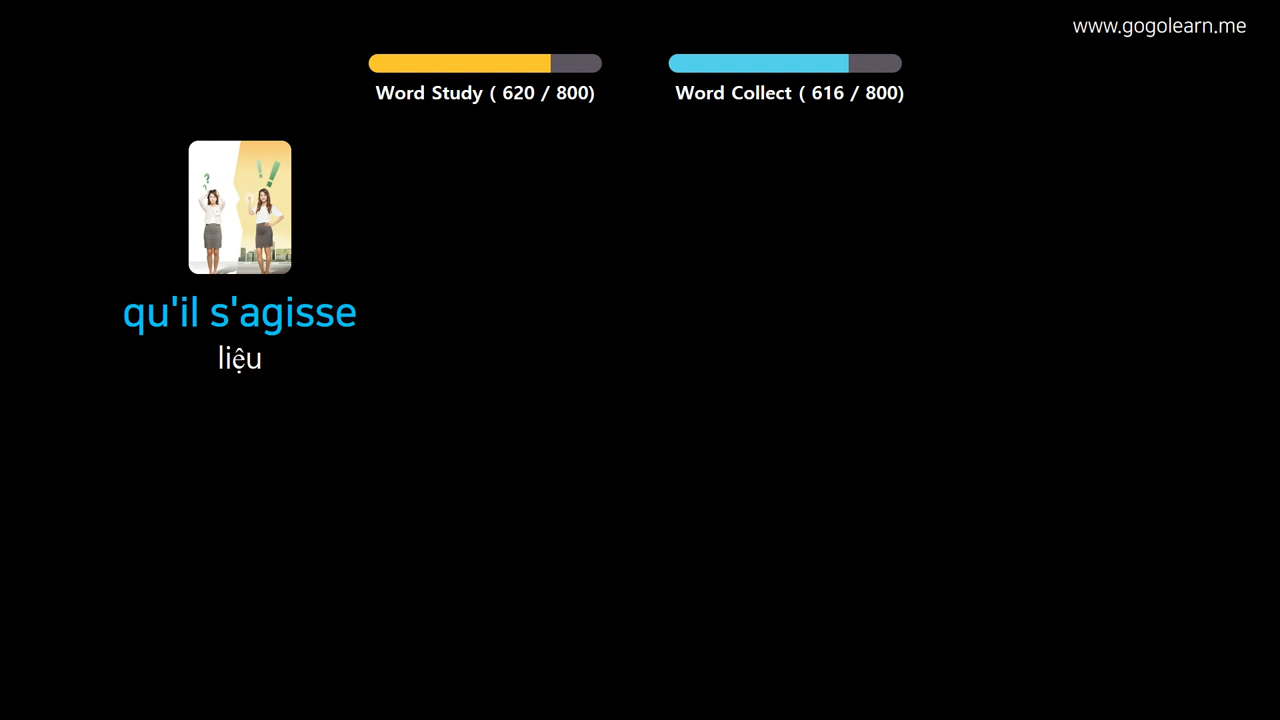 www.gogolearn.me
Word Study ( 620 / 800)
Word Collect ( 616 / 800)
qu'il s'agisse
liệu